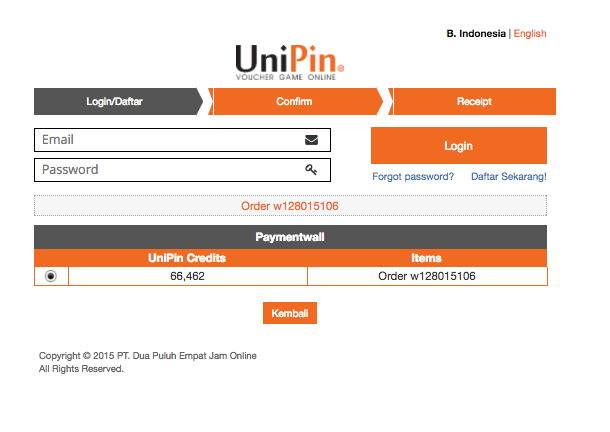 B. Indonesia | English
UniPin®
VOUCHER GAME ONLINE
Login/Daftar Confirm Receipt
Email
Login
Password
Forgot password? Daftar Sekarang!
Order w128015106
Paymentwall
UniPin Credits Items
66,462 Order w128015106
Kembali
Copyright © 2015 PT. Dua Puluh Empat Jam Online
All Rights Reserved.